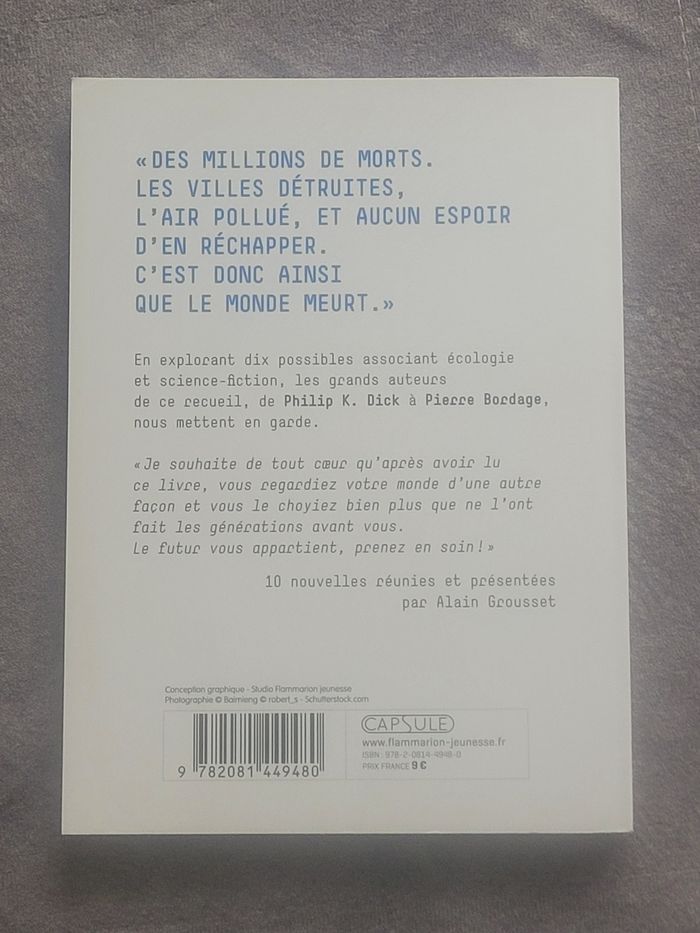 « DES MILLIONS DE MORTS.
LES VILLES DÉTRUITES,
L'AIR POLLUÉ, ET AUCUN ESPOIR
D'EN RÉCHAPPER.
C'EST DONC AINSI
QUE LE MONDE MEURT. »
En explorant dix possibles associant écologie
et science-fiction, les grands auteurs
de ce recueil, de Philip K. Dick à Pierre Bordage,
nous mettent en garde.
« Je souhaite de tout cœur qu'après avoir lu
ce livre, vous regardiez votre monde d'une autre
façon et vous le choyiez bien plus que ne l'ont
fait les générations avant vous.
Le futur vous appartient, prenez en soin ! »
10 nouvelles réunies et présentées
par Alain Grousset
Conception graphique - Studio Flammarion jeunesse
Photographie © Baimieng © robert_s - Schutterstock.com
9 782081 449480
CAPSULE
www.flammarion-jeunesse.fr
ISBN : 978-2-0814-4948-0
PRIX FRANCE 9 €